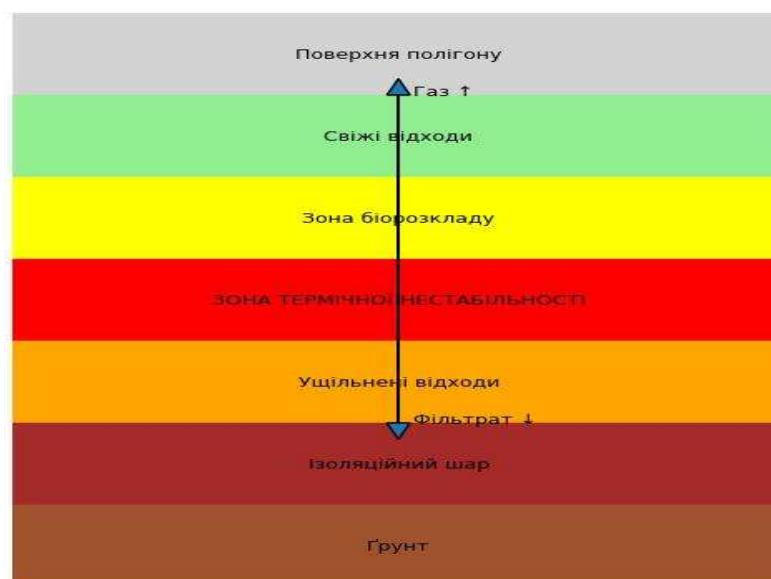 Поверхня полігону
Газ ↑
Свіжі відходи
Зона біорозкладу
ЗОНА ТЕРМІЧНОЇ НЕСТАБІЛЬНОСТІ
Ущільнені відходи
Фільтрат ↓
Ізоляційний шар
Ґрунт